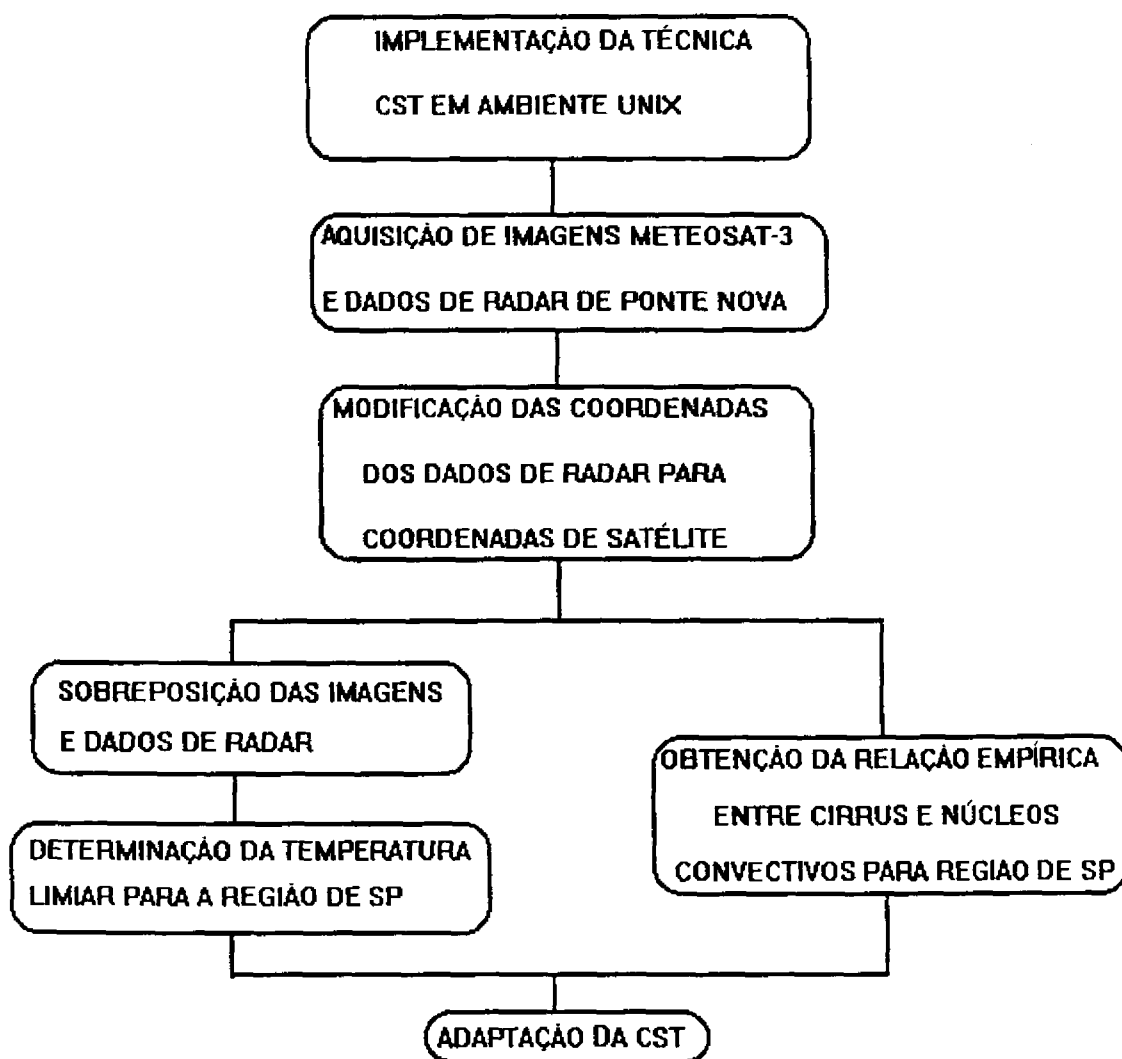 IMPLEMENTAÇÃO DA TÉCNICA
CST EM AMBIENTE UNIX
AQUISIÇÃO DE IMAGENS METEOSAT-3
E DADOS DE RADAR DE PONTE NOVA
MODIFICAÇÃO DAS COORDENADAS
DOS DADOS DE RADAR PARA
COORDENADAS DE SATÉLITE
SOBREPOSIÇÃO DAS IMAGENS
E DADOS DE RADAR
DETERMINAÇÃO DA TEMPERATURA
LIMIAR PARA A REGIÃO DE SP
OBTENÇÃO DA RELAÇÃO EMPÍRICA
ENTRE CIRRUS E NÚCLEOS
CONVECTIVOS PARA REGIÃO DE SP
ADAPTAÇÃO DA CST